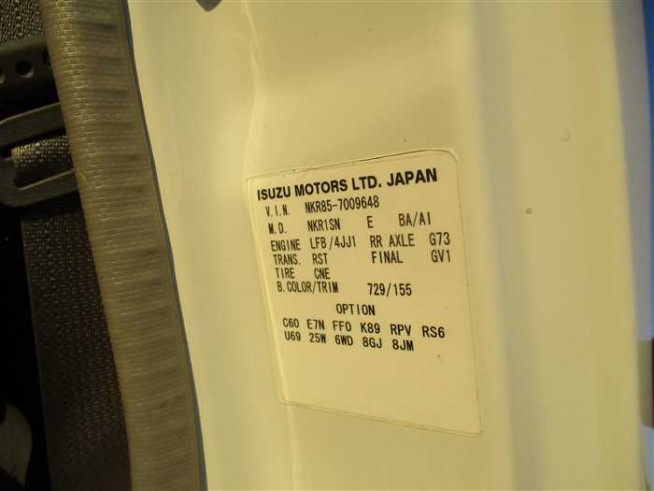 ISUZU MOTORS LTD. JAPAN
V.I.N. NKR85-7009648
M.D. NKR1SN E BA/AI
ENGINE LFB/4JJ1 RR AXLE G73
TRANS. RST FINAL GV1
TIRE CNE
B.COLOR/TRIM 729/155
OPTION
C60 E7N FF0 K89 RPV RS6
U69 25W 6WD 8GJ 8JM